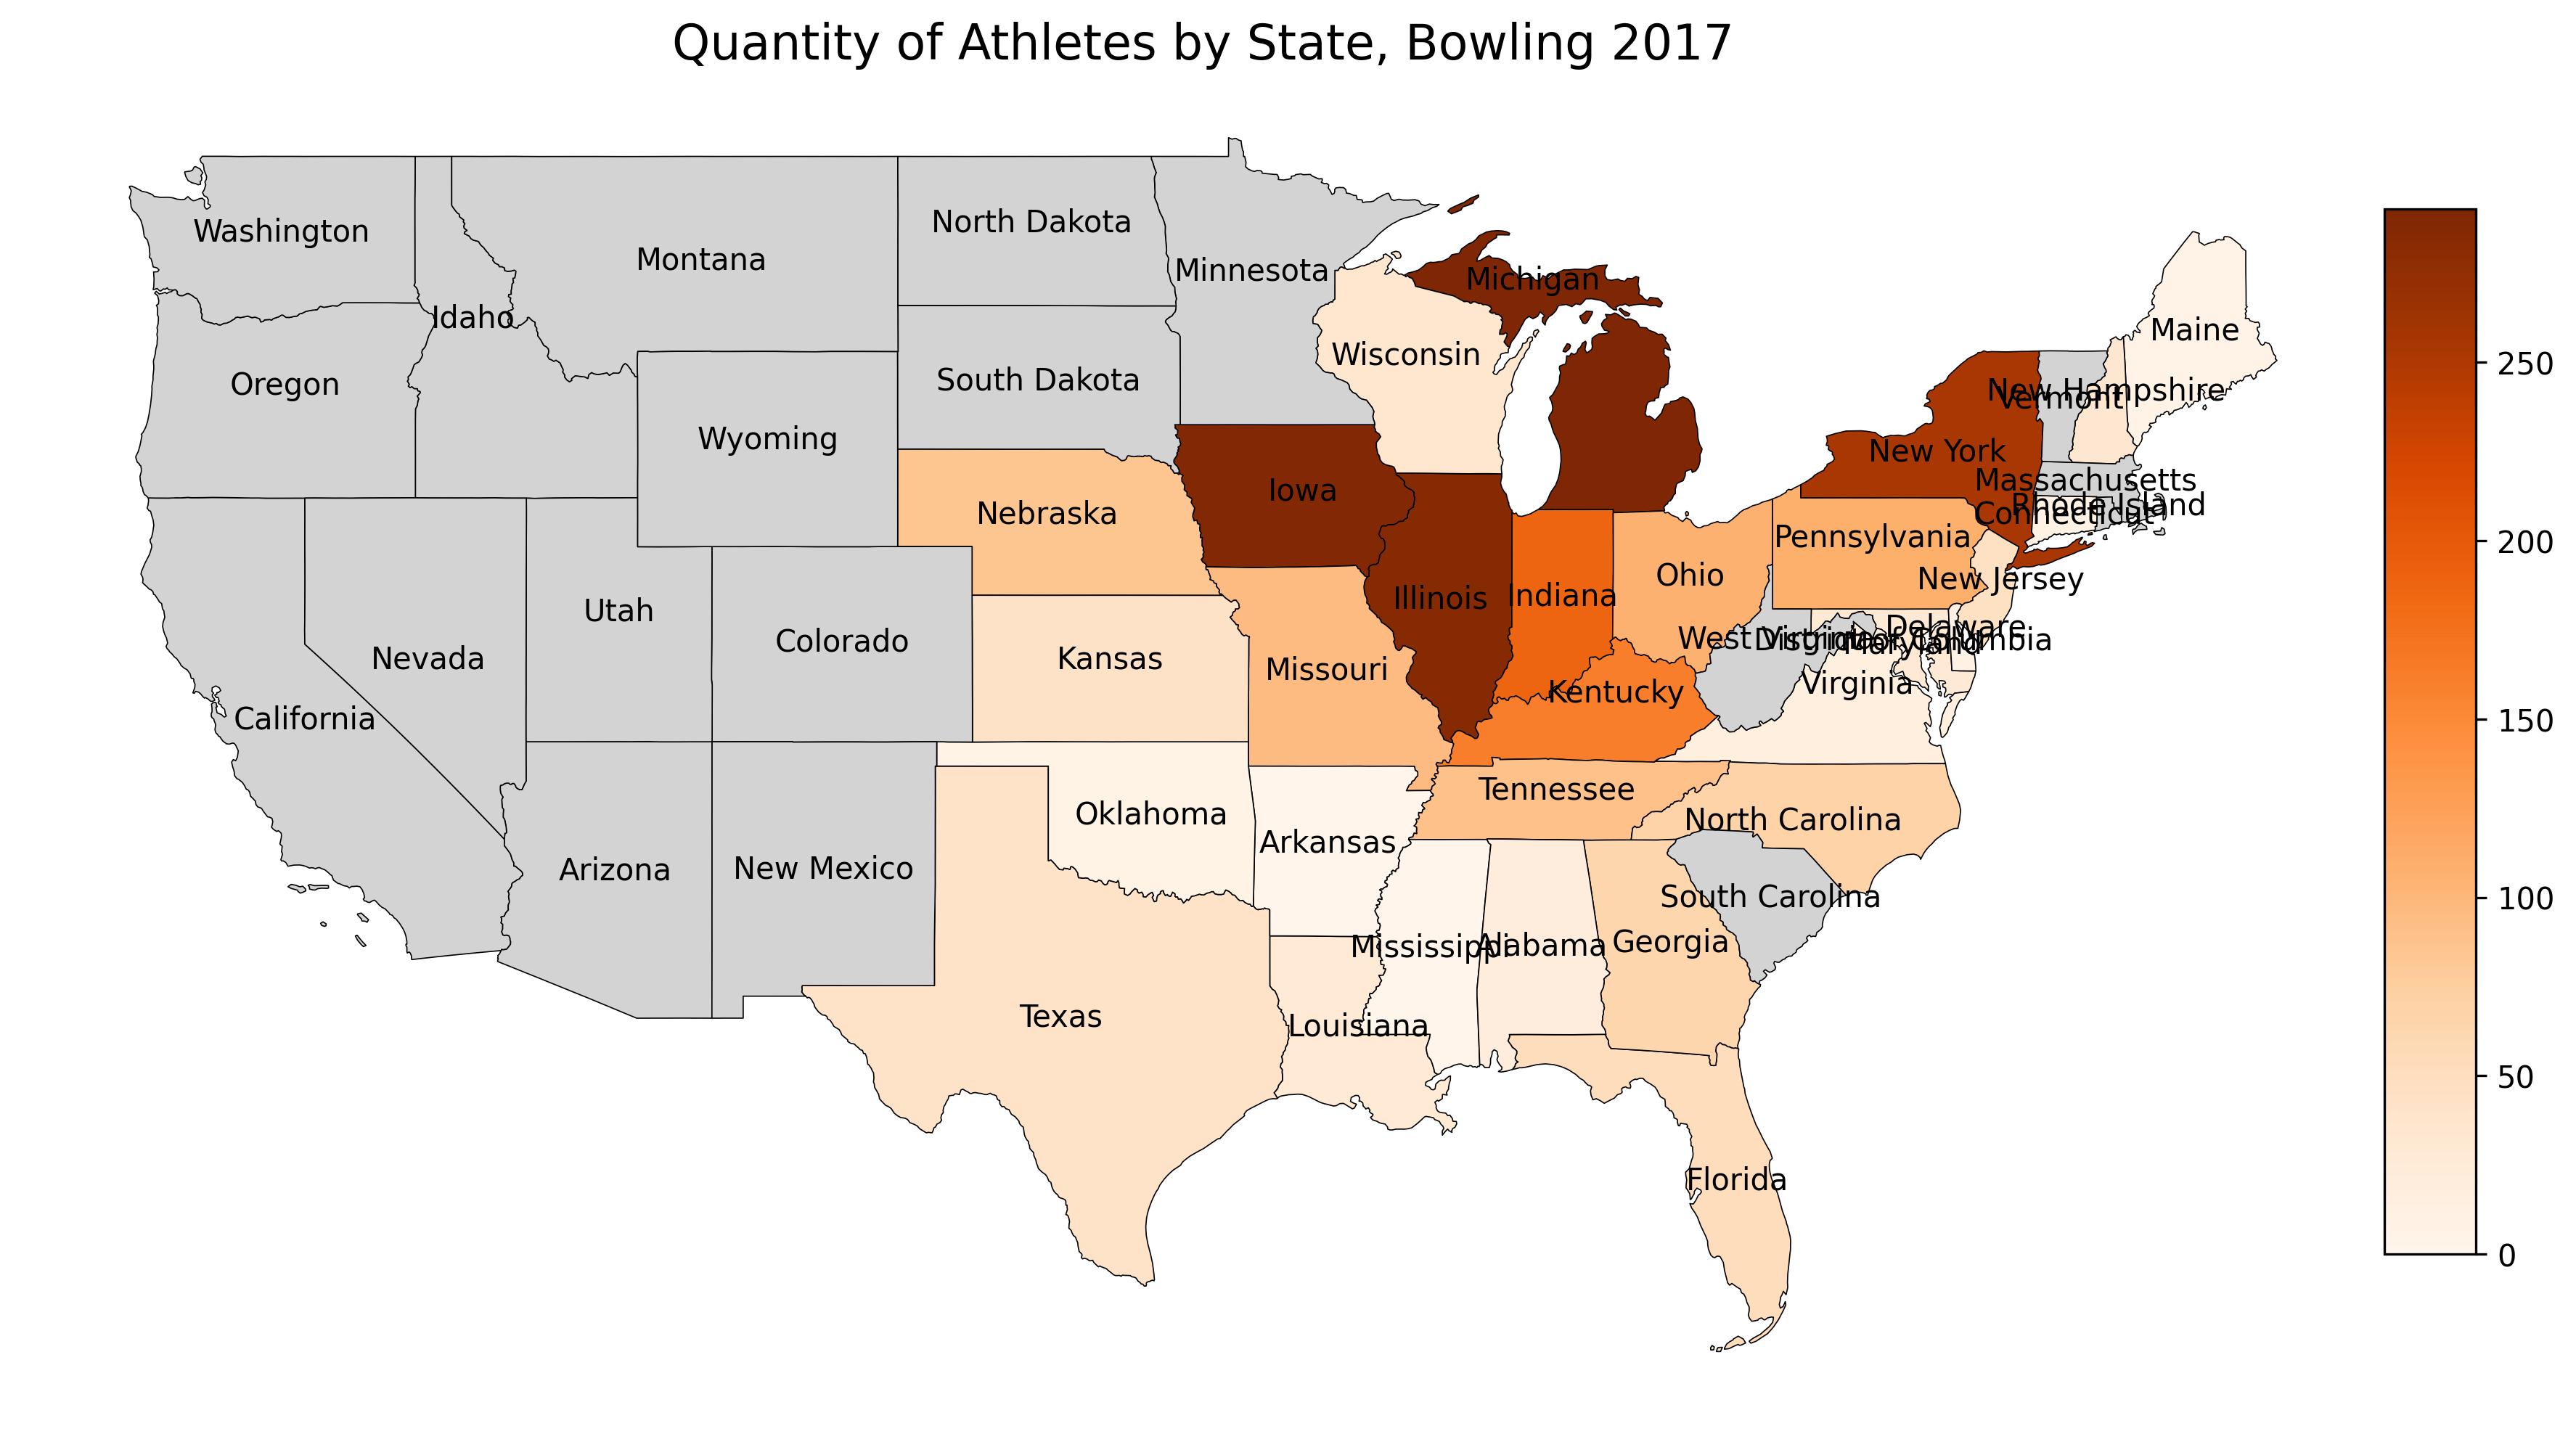 Quantity of Athletes by State, Bowling 2017
Washington
Montana
North Dakota
Minnesota
Michigan
Idaho
Maine
Oregon
South Dakota
Wisconsin
New Hampshire
Vermont
Wyoming
New York
250
Nebraska
Iowa
Massachusetts
Rhode Island
Connecticut
Pennsylvania
200
Utah
Colorado
Illinois
Indiana
Ohio
New Jersey
Nevada
Kansas
Missouri
Delaware
West Virginia
District of Columbia
Maryland
California
Kentucky
Virginia
150
Tennessee
Oklahoma
Arkansas
North Carolina
Arizona
New Mexico
South Carolina
100
Mississippi
Alabama
Georgia
Texas
Louisiana
50
Florida
0